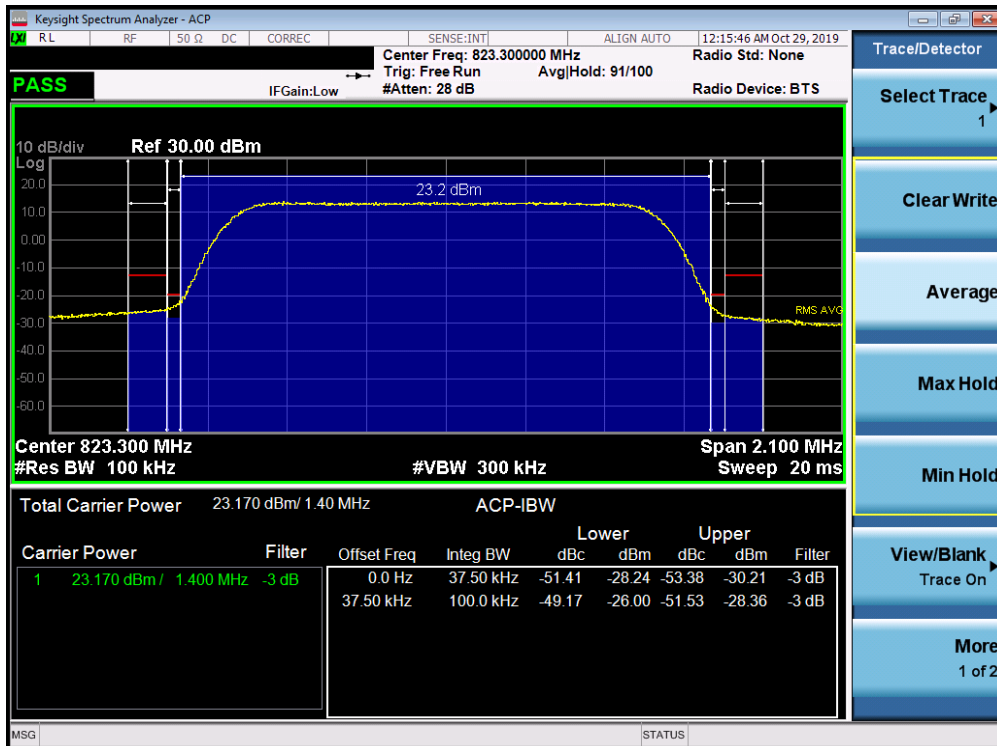 Keysight Spectrum Analyzer - ACP
LXI RL RF 50 Ω DC CORREC SENSE:INT ALIGN AUTO 12:15:46 AM Oct 29, 2019
Center Freq: 823.300000 MHz Radio Std: None
Trig: Free Run Avg|Hold: 91/100
PASS IFGain:Low #Atten: 28 dB Radio Device: BTS
10 dB/div Ref 30.00 dBm
Log
20.0
23.2 dBm
10.0
0.00
-10.0
-20.0
RMS AVG
-30.0
-40.0
-50.0
-60.0
Center 823.300 MHz Span 2.100 MHz
#Res BW 100 kHz #VBW 300 kHz Sweep 20 ms
Total Carrier Power 23.170 dBm/ 1.40 MHz ACP-IBW
Lower Upper
Carrier Power Filter Offset Freq Integ BW dBc dBm dBc dBm Filter
1 23.170 dBm / 1.400 MHz -3 dB 0.0 Hz 37.50 kHz -51.41 -28.24 -53.38 -30.21 -3 dB
37.50 kHz 100.0 kHz -49.17 -26.00 -51.53 -28.36 -3 dB
MSG STATUS
Trace/Detector
Select Trace
1
Clear Write
Average
Max Hold
Min Hold
View/Blank
Trace On
More
1 of 2